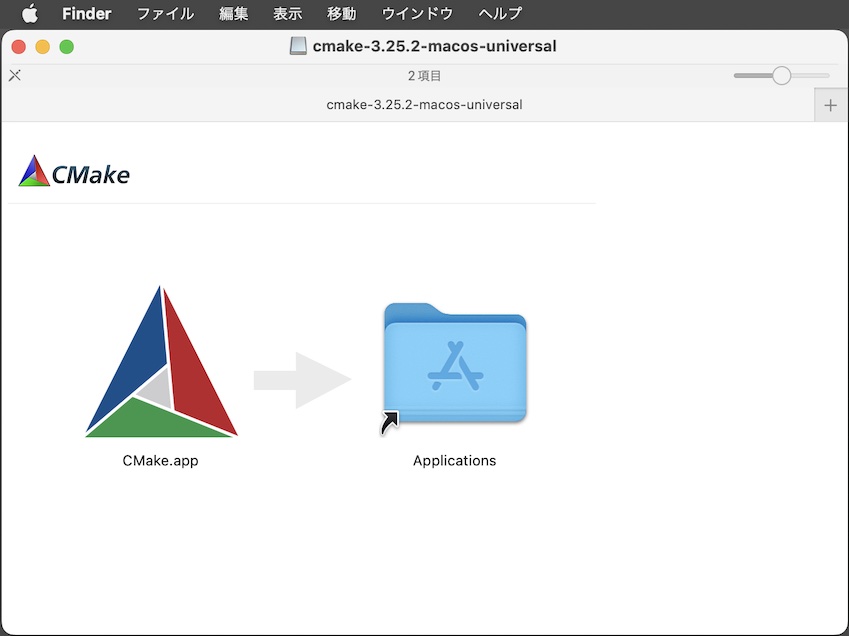 Finder ファイル 編集 表示 移動 ウインドウ ヘルプ
cmake-3.25.2-macos-universal
2 項目
cmake-3.25.2-macos-universal
CMake
CMake.app
Applications